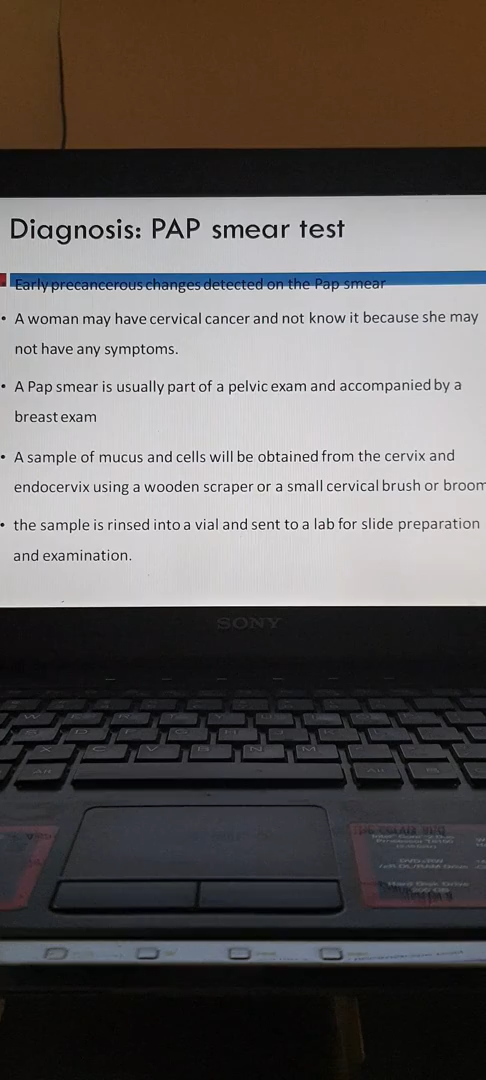 Diagnosis: PAP smear test
Early precancerous changes detected on the Pap smear
• A woman may have cervical cancer and not know it because she may
not have any symptoms.
• A Pap smear is usually part of a pelvic exam and accompanied by a
breast exam
• A sample of mucus and cells will be obtained from the cervix and
endocervix using a wooden scraper or a small cervical brush or broom
• the sample is rinsed into a vial and sent to a lab for slide preparation
and examination.
SONY
X C V B N M
Alt